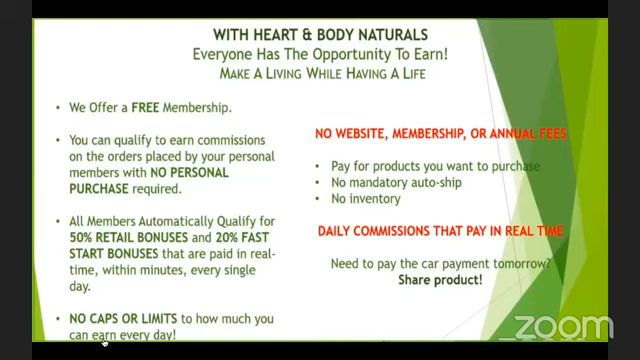 WITH HEART & BODY NATURALS
Everyone Has The Opportunity To Earn!
MAKE A LIVING WHILE HAVING A LIFE
• We Offer a FREE Membership.
• You can qualify to earn commissions
on the orders placed by your personal
members with NO PERSONAL
PURCHASE required.
• All Members Automatically Qualify for
50% RETAIL BONUSES and 20% FAST
START BONUSES that are paid in real-
time, within minutes, every single
day.
• NO CAPS OR LIMITS to how much you
can earn every day!
NO WEBSITE, MEMBERSHIP, OR ANNUAL FEES
• Pay for products you want to purchase
• No mandatory auto-ship
• No inventory
DAILY COMMISSIONS THAT PAY IN REAL TIME
Need to pay the car payment tomorrow?
Share product!
zoom